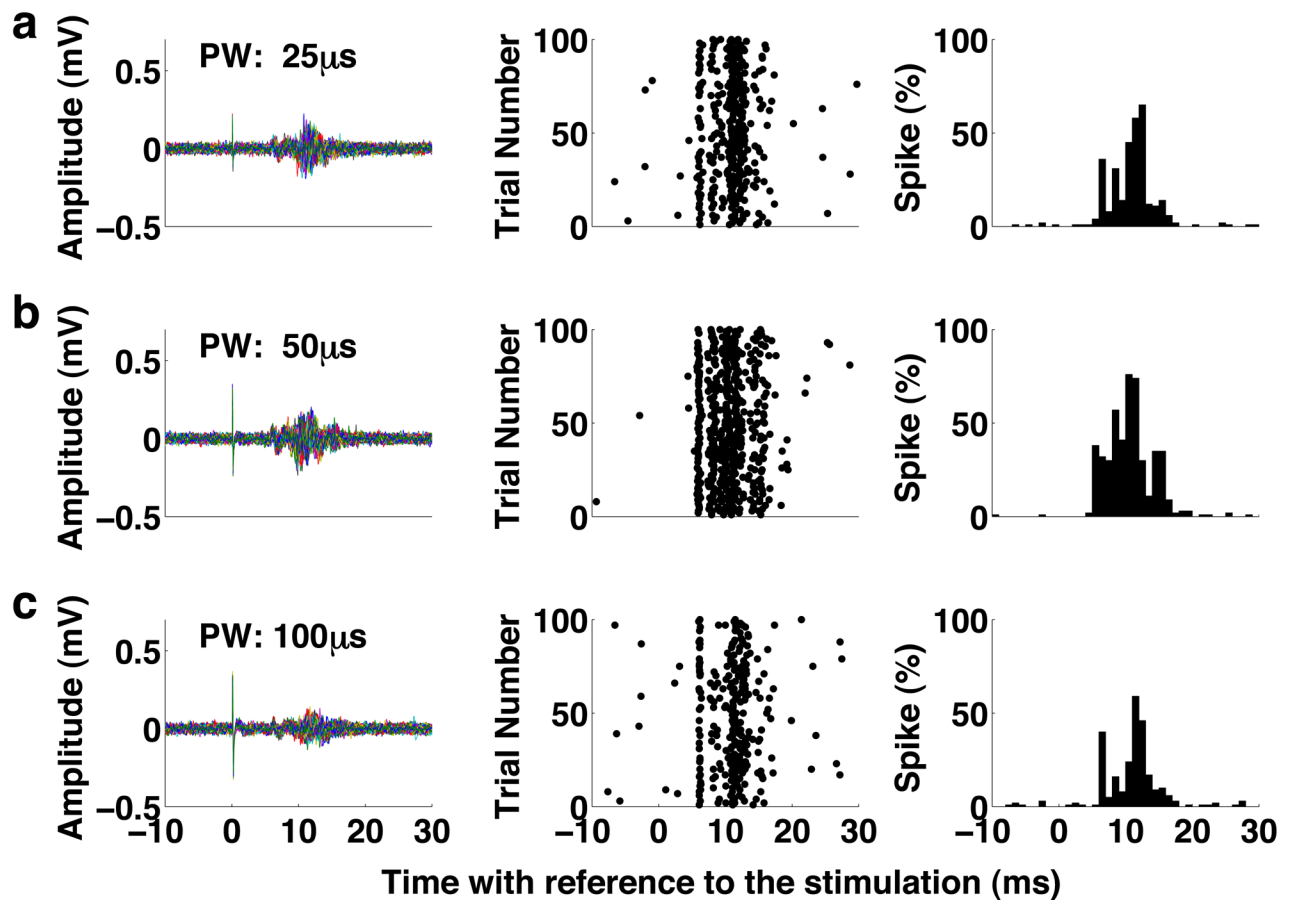 a
PW: 25μs
Amplitude (mV)
0.5
0
−0.5
Trial Number
100
50
0
Spike (%)
100
50
0
b
PW: 50μs
Amplitude (mV)
0.5
0
−0.5
Trial Number
100
50
0
Spike (%)
100
50
0
c
PW: 100μs
Amplitude (mV)
0.5
0
−0.5
−10 0 10 20 30
Trial Number
100
50
0
−10 0 10 20 30
Spike (%)
100
50
0
−10 0 10 20 30
Time with reference to the stimulation (ms)